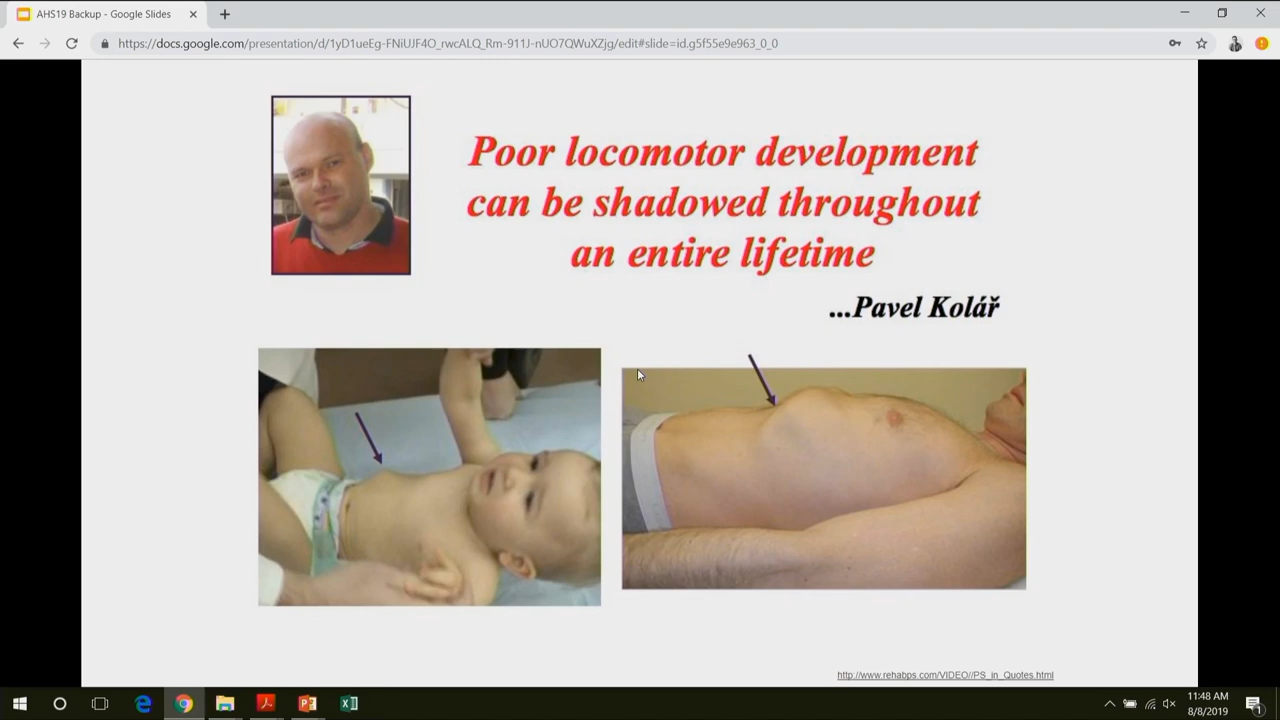 AHS19 Backup - Google Slides
https://docs.google.com/presentation/d/1yD1ueEg-FNiUJF4O_rwcALQ_Rm-911J-nUO7QWuXZjg/edit#slide=id.g5f55e9e963_0_0
Poor locomotor development
can be shadowed throughout
an entire lifetime
...Pavel Kolář
http://www.rehabps.com/VIDEO//PS_in_Quotes.html
11:48 AM
8/8/2019
1